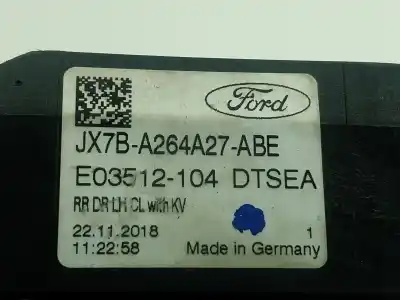 Ford
JX7B-A264A27-ABE
E03512-104 DTSEA
RR DR LH CL with KV
22.11.2018 1
11:22:58 Made in Germany